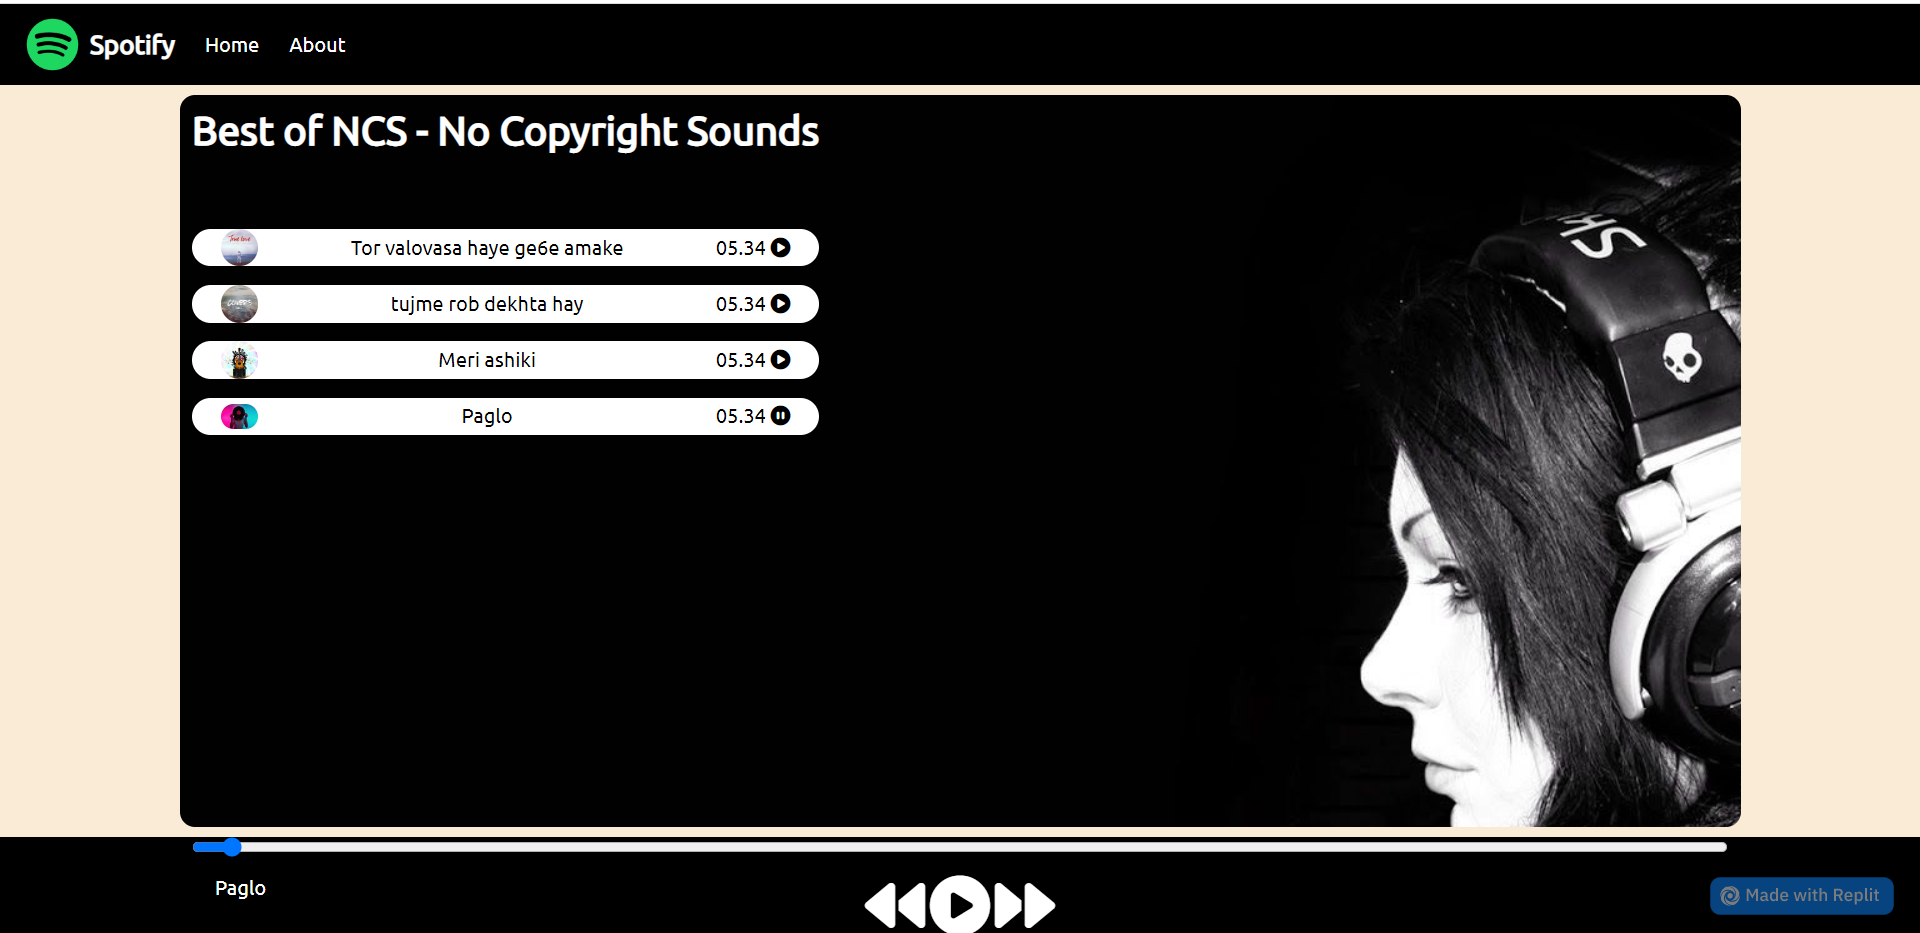 Spotify Home About
Best of NCS - No Copyright Sounds
Tor valovasa haye ge6e amake 05.34
tujme rob dekhta hay 05.34
Meri ashiki 05.34
Paglo 05.34
Paglo
Made with Replit